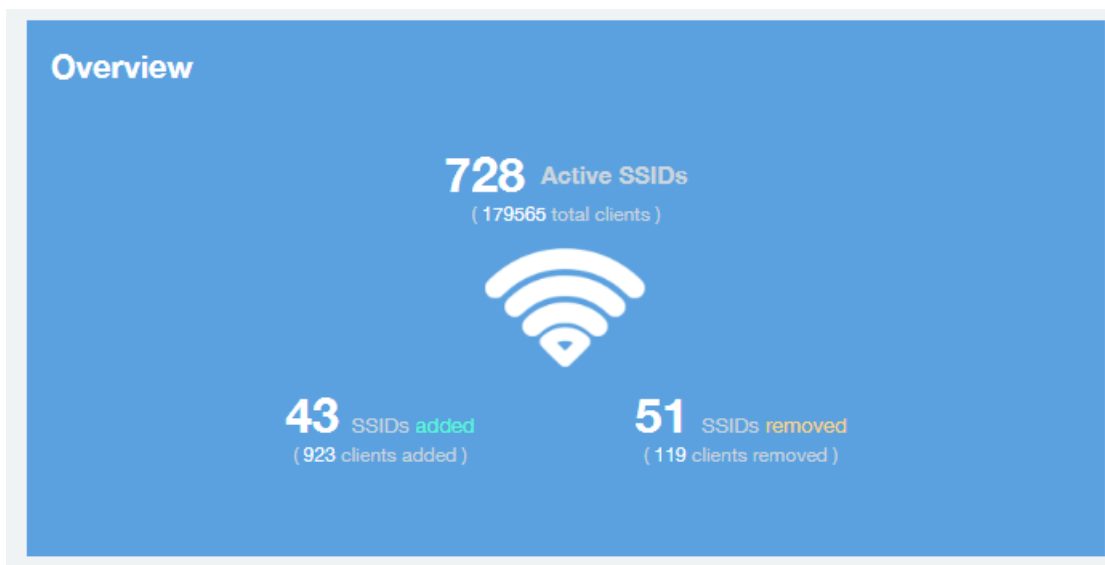 Overview
728 Active SSIDs
( 179565 total clients )
43 SSIDs added
( 923 clients added )
51 SSIDs removed
( 119 clients removed )